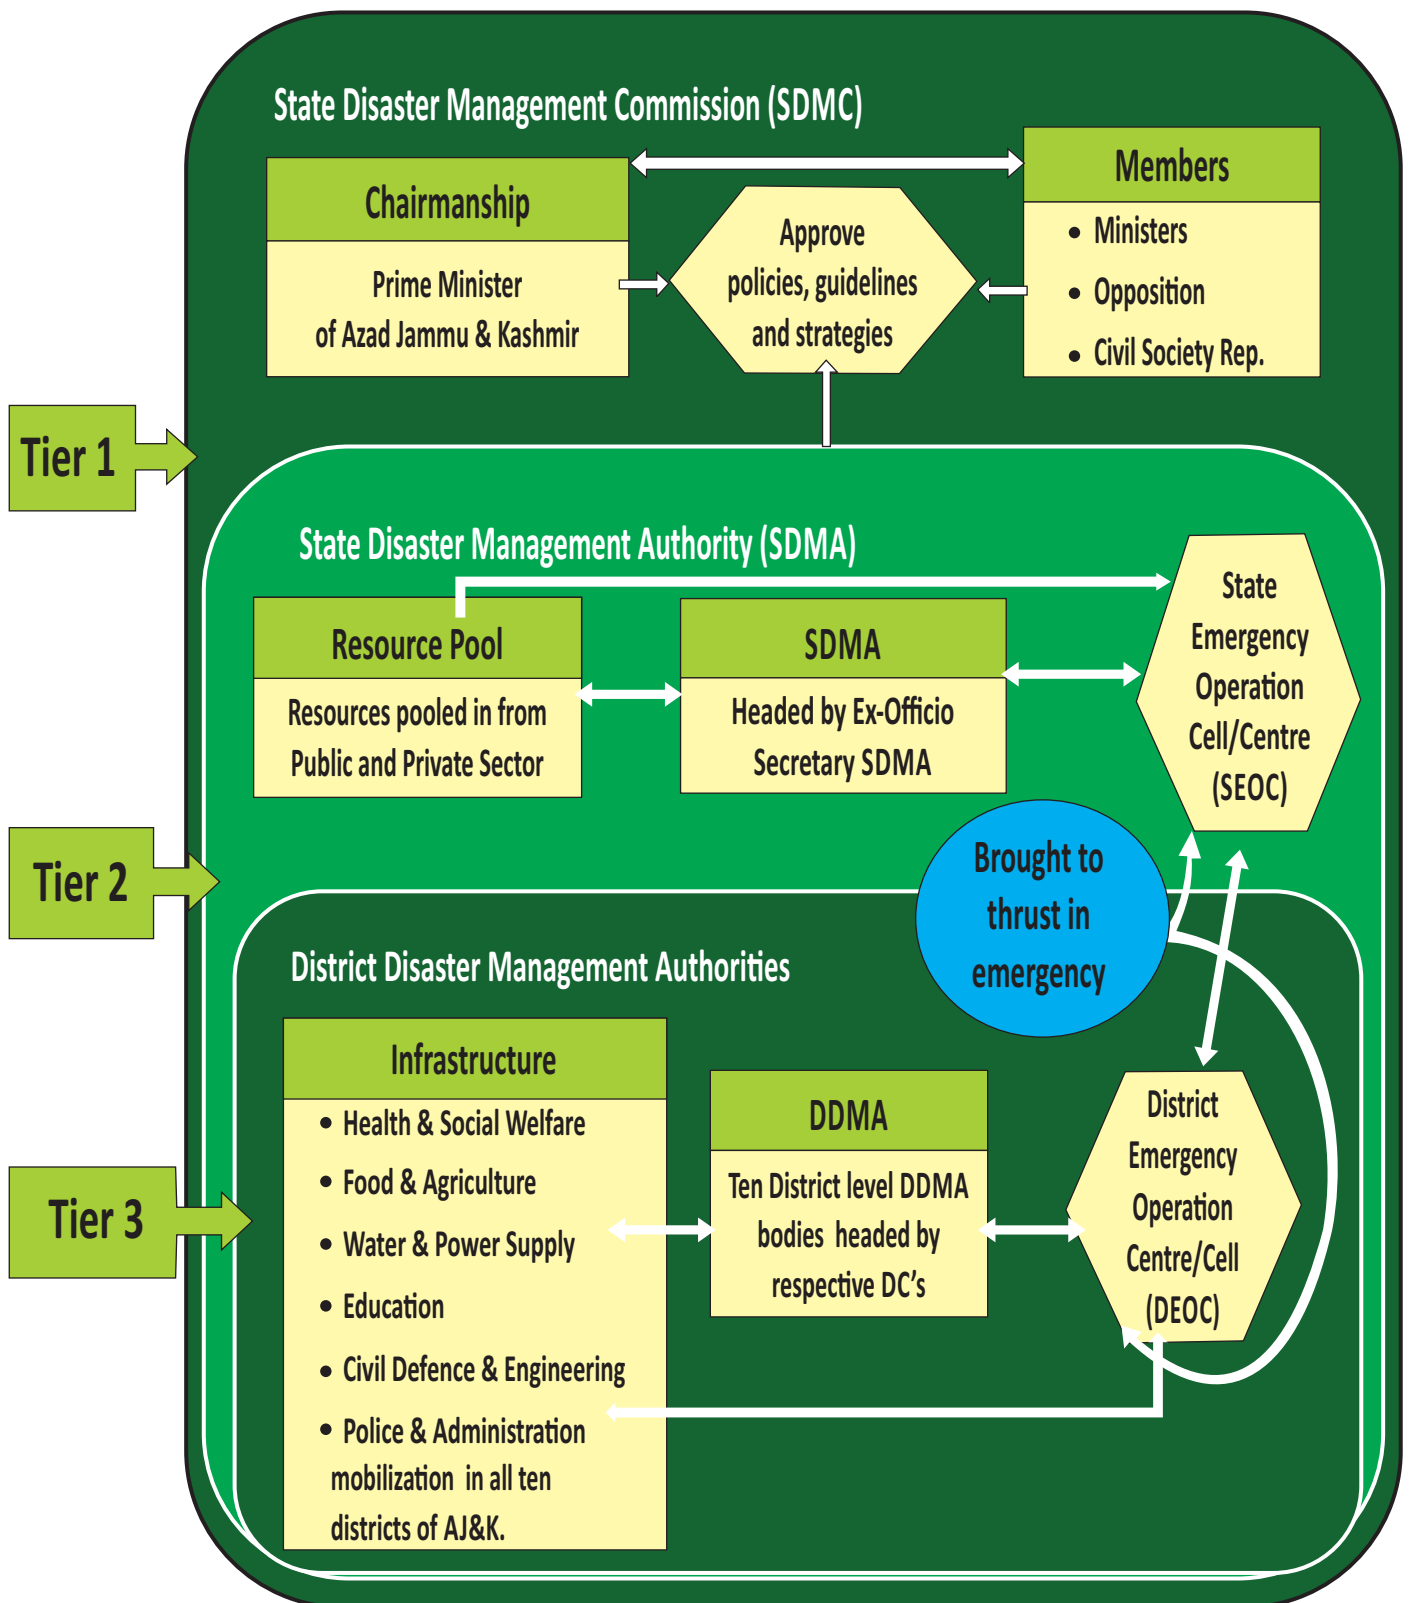 State Disaster Management Commission (SDMC)
Chairmanship
Prime Minister
of Azad Jammu & Kashmir
Approve
policies, guidelines
and strategies
Members
• Ministers
• Opposition
• Civil Society Rep.
Tier 1
State Disaster Management Authority (SDMA)
Resource Pool
Resources pooled in from
Public and Private Sector
SDMA
Headed by Ex-Officio
Secretary SDMA
State
Emergency
Operation
Cell/Centre
(SEOC)
Tier 2
Brought to
thrust in
emergency
District Disaster Management Authorities
Infrastructure
• Health & Social Welfare
• Food & Agriculture
• Water & Power Supply
• Education
• Civil Defence & Engineering
• Police & Administration
mobilization in all ten
districts of AJ&K.
DDMA
Ten District level DDMA
bodies headed by
respective DC's
District
Emergency
Operation
Centre/Cell
(DEOC)
Tier 3